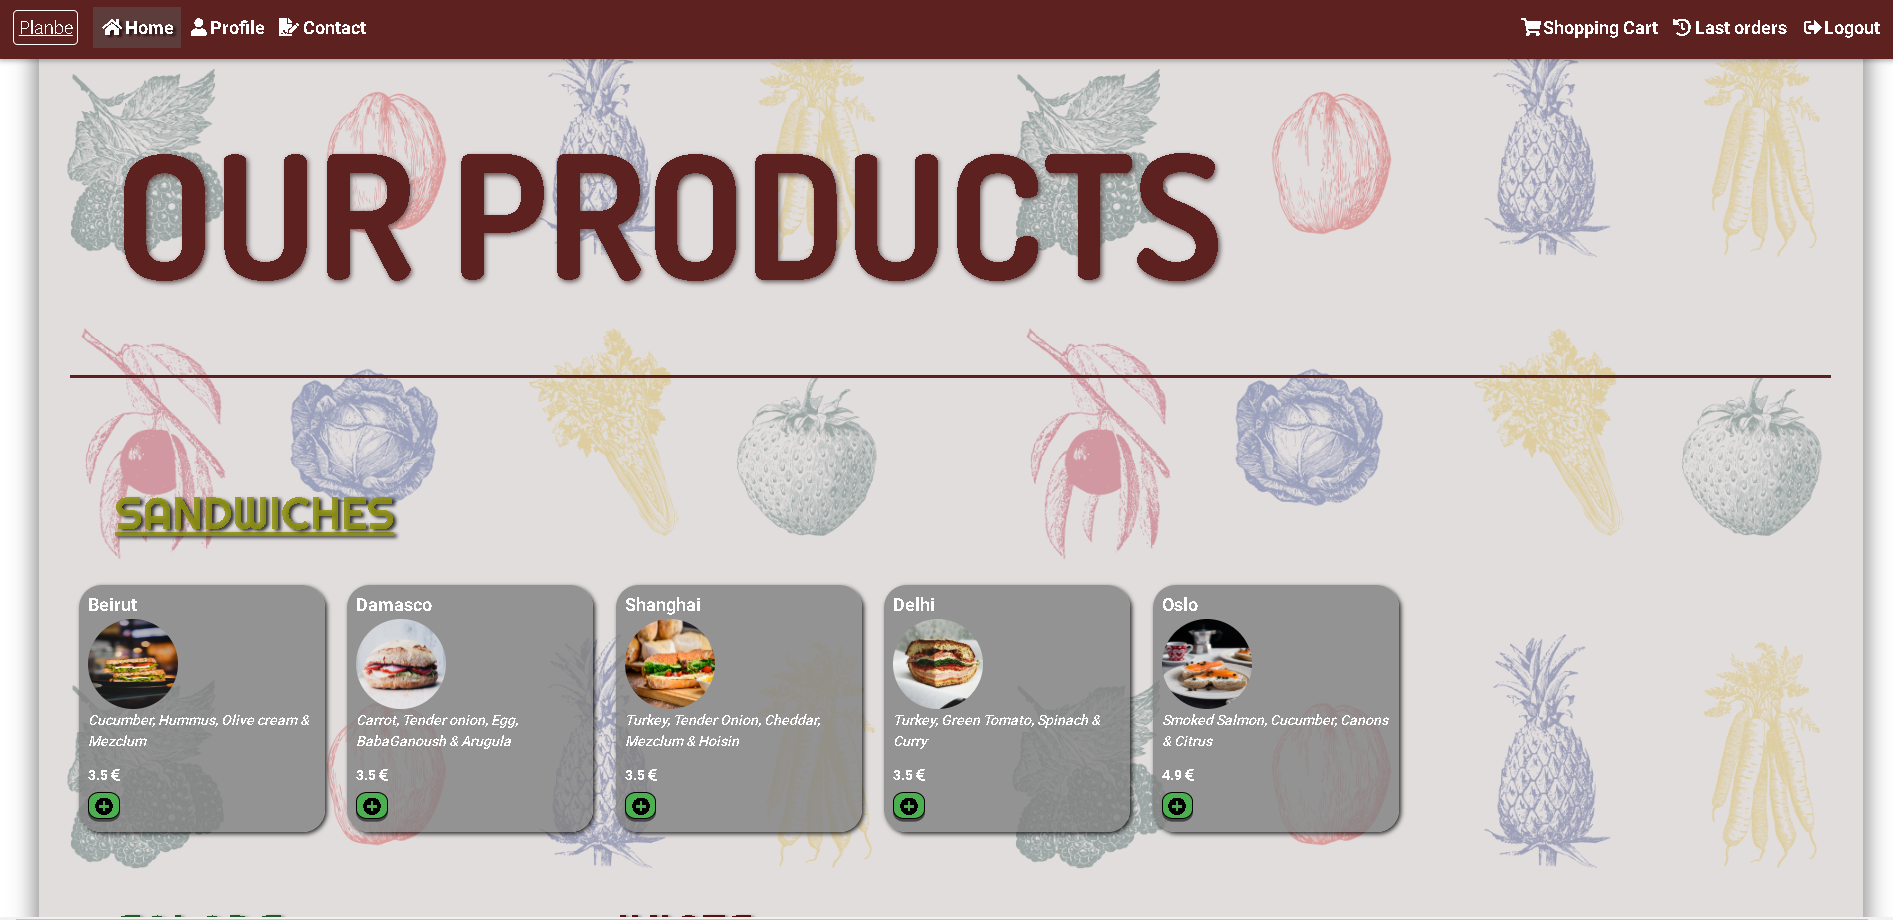 Planbe Home Profile Contact Shopping Cart Last orders Logout
OUR PRODUCTS
SANDWICHES
Beirut
Cucumber, Hummus, Olive cream &
Mezclum
3.5 €
Damasco
Carrot, Tender onion, Egg,
BabaGanoush & Arugula
3.5 €
Shanghai
Turkey, Tender Onion, Cheddar,
Mezclum & Hoisin
3.5 €
Delhi
Turkey, Green Tomato, Spinach &
Curry
3.5 €
Oslo
Smoked Salmon, Cucumber, Canons
& Citrus
4.9 €